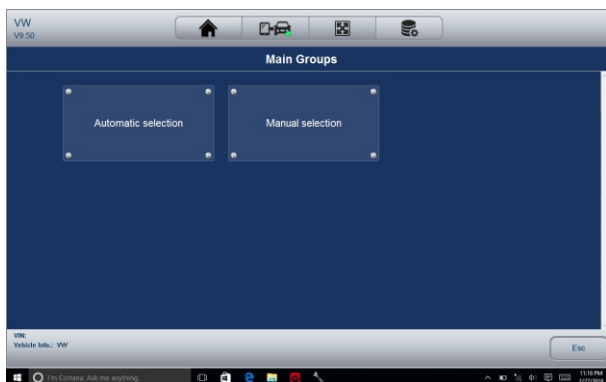 VW
V9.50
Main Groups
Automatic selection
Manual selection
VIN:
Vehicle Info.: VW
Esc
I'm Cortana. Ask me anything.
11:18 PM